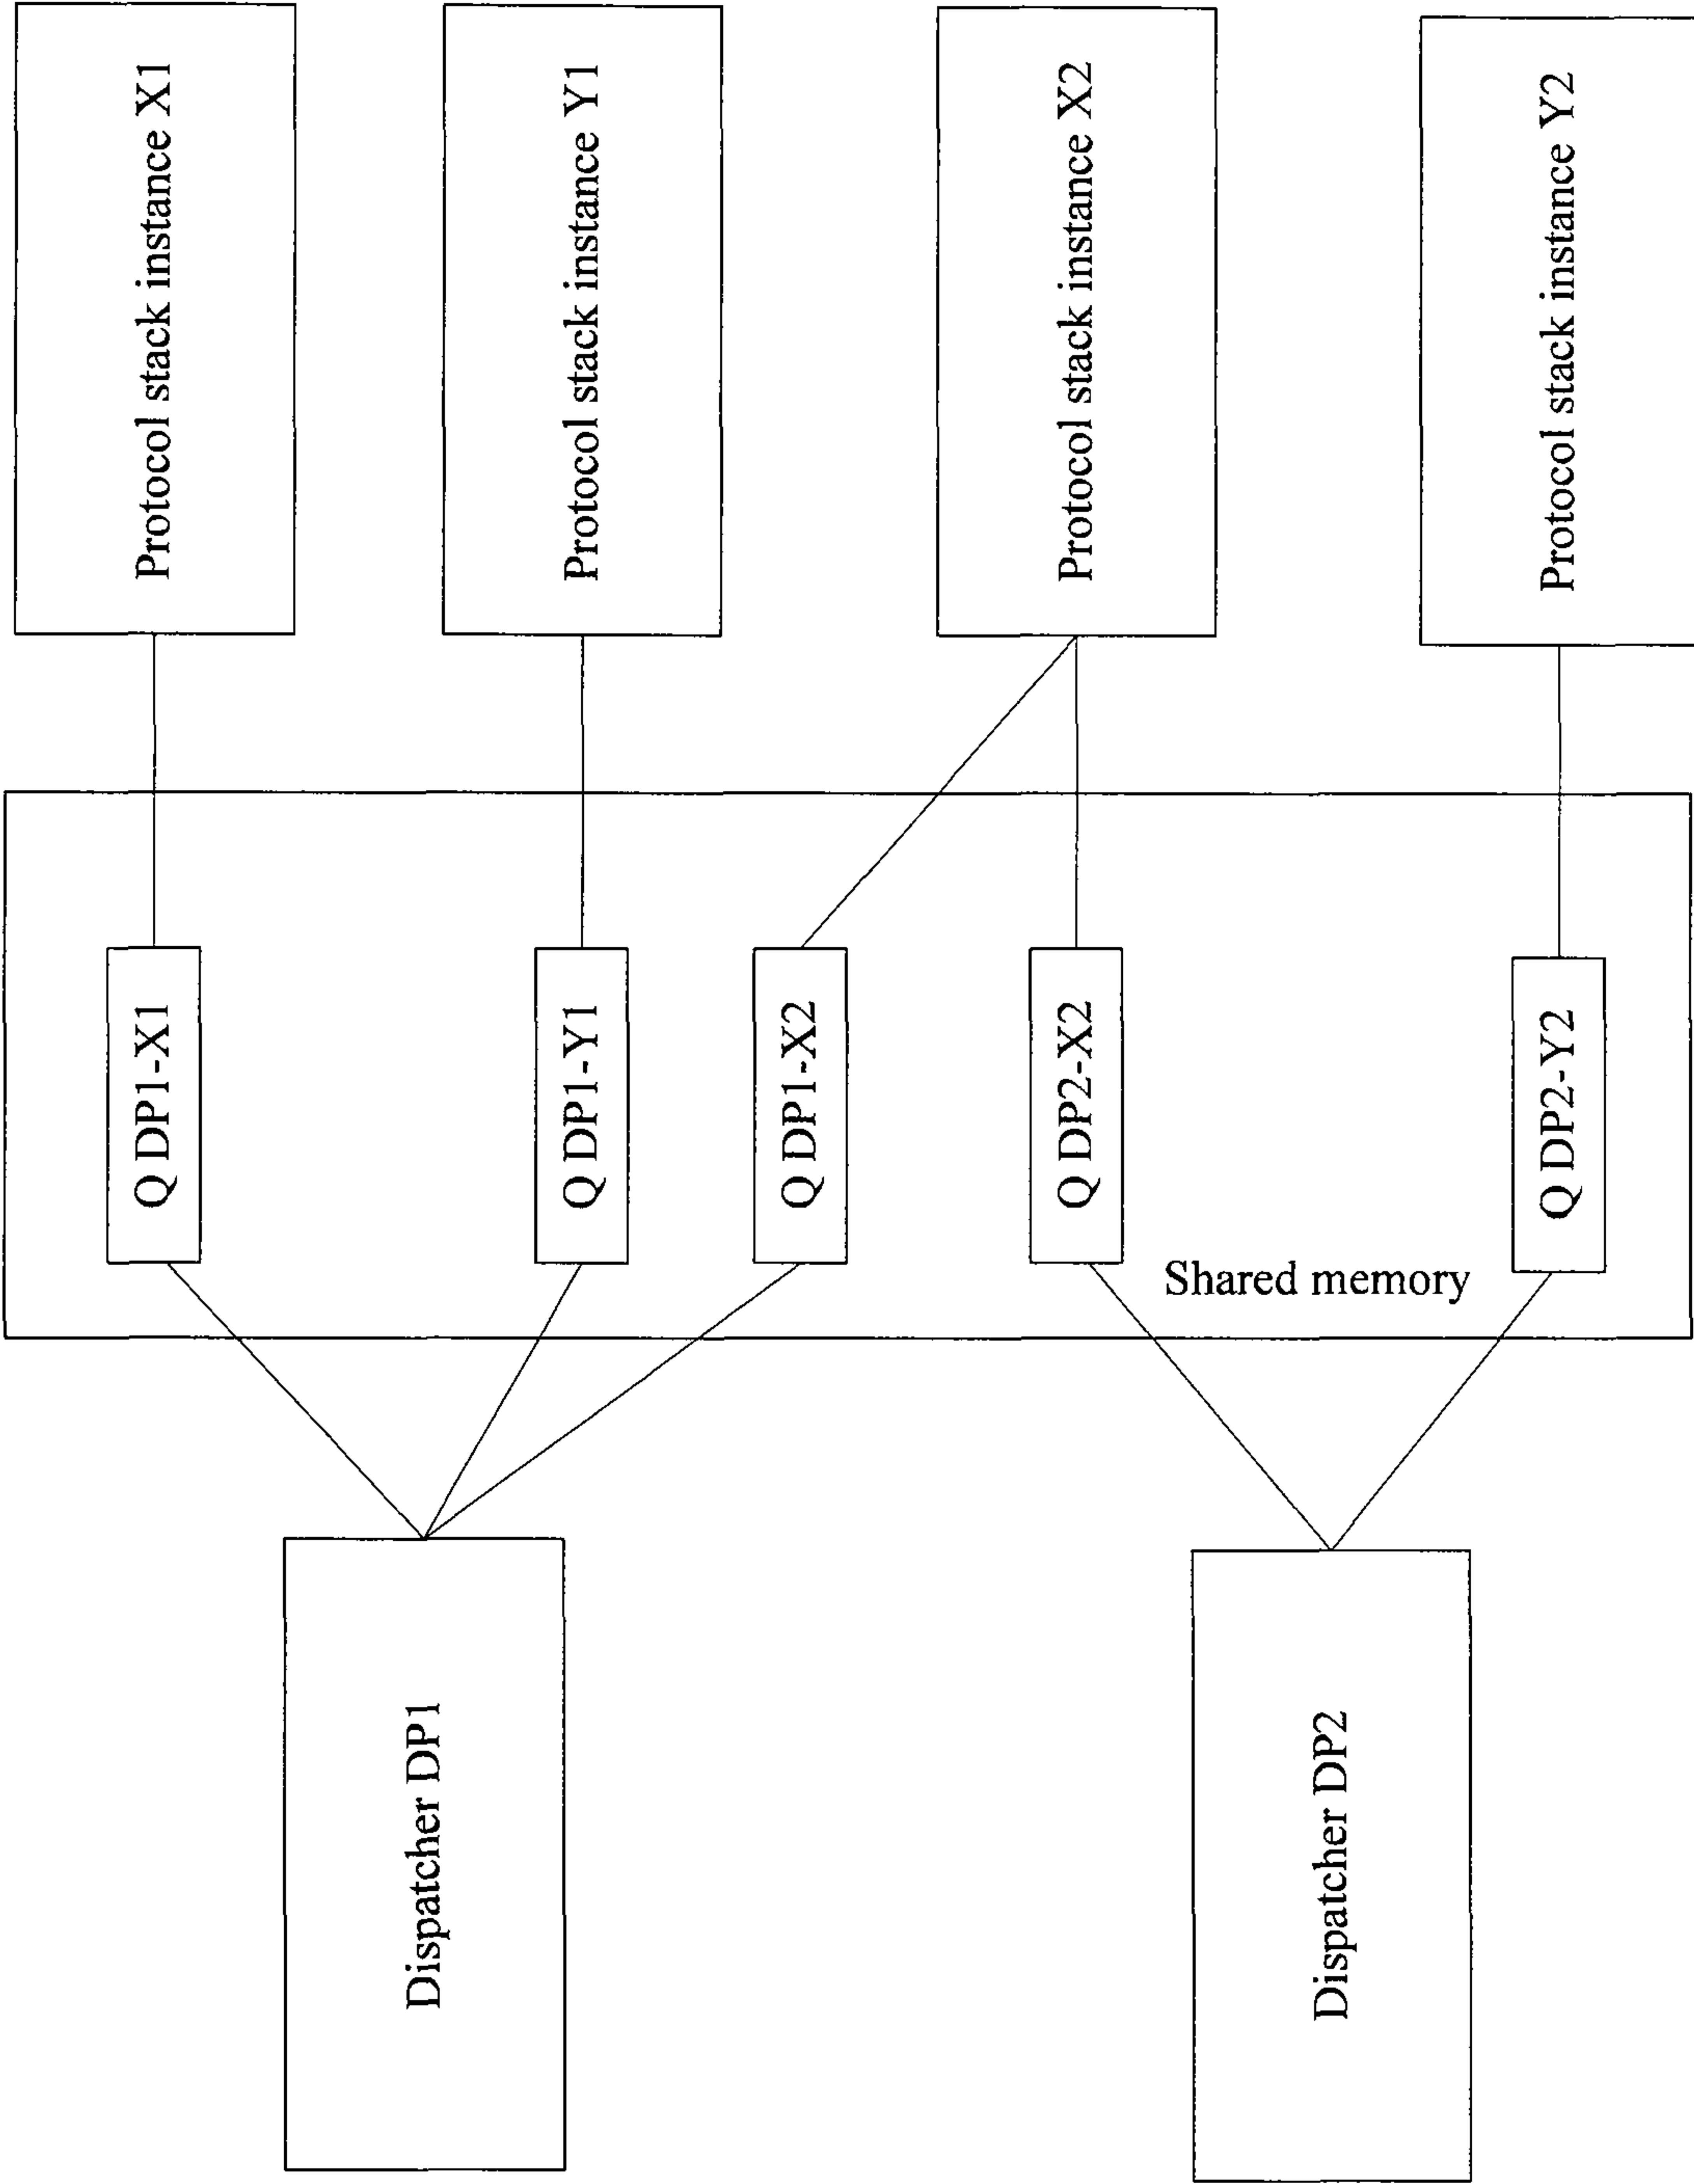 Protocol stack instance X1
Protocol stack instance Y1
Protocol stack instance X2
Protocol stack instance Y2
Q DP1-X1
Q DP1-Y1
Q DP1-X2
Q DP2-X2
Q DP2-Y2
Shared memory
Dispatcher DP1
Dispatcher DP2